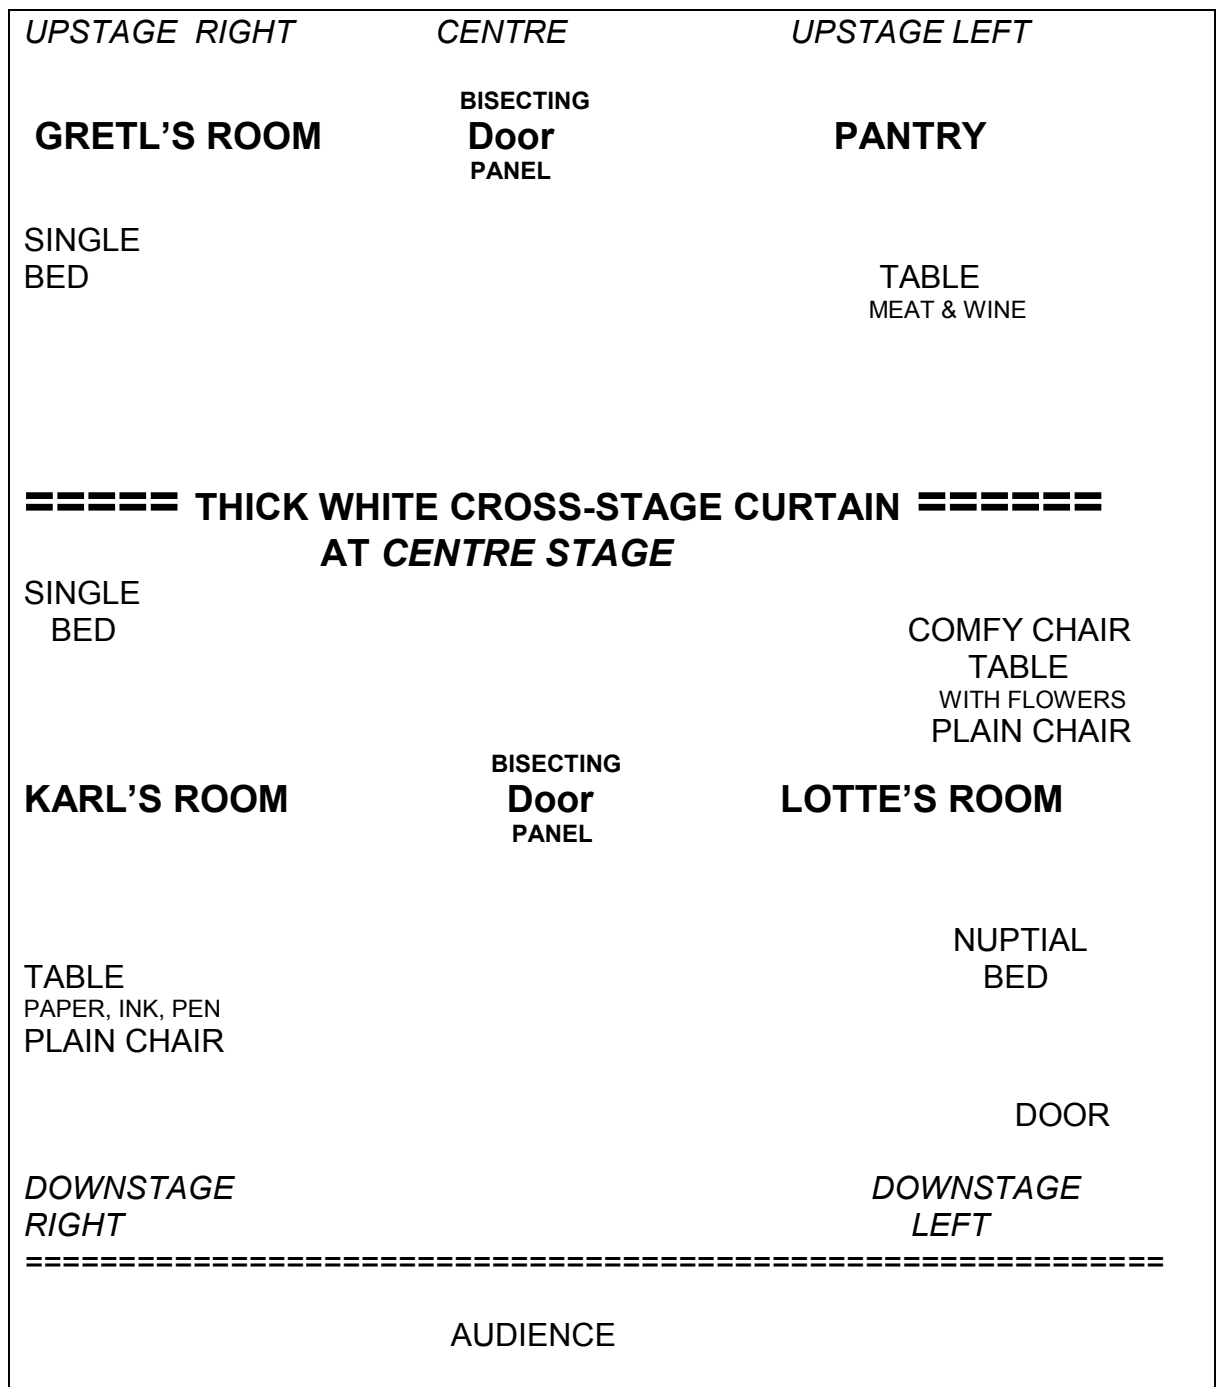 UPSTAGE  RIGHT CENTRE UPSTAGE LEFT
BISECTING
GRETL’S ROOM Door PANTRY
PANEL
SINGLE
BED TABLE
MEAT & WINE
===== THICK WHITE CROSS-STAGE CURTAIN ======
AT CENTRE STAGE
SINGLE
BED COMFY CHAIR
TABLE
WITH FLOWERS
PLAIN CHAIR
BISECTING
KARL’S ROOM Door LOTTE’S ROOM
PANEL
NUPTIAL
TABLE BED
PAPER, INK, PEN
PLAIN CHAIR
DOOR
DOWNSTAGE DOWNSTAGE
RIGHT LEFT
=============================================================
AUDIENCE